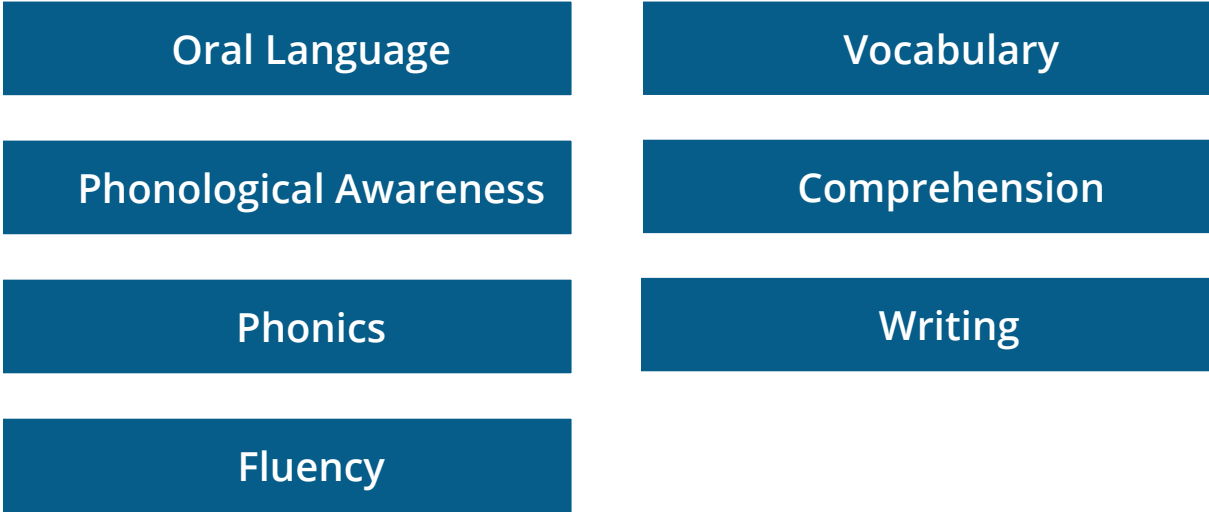 Oral Language
Phonological Awareness
Phonics
Fluency
Vocabulary
Comprehension
Writing